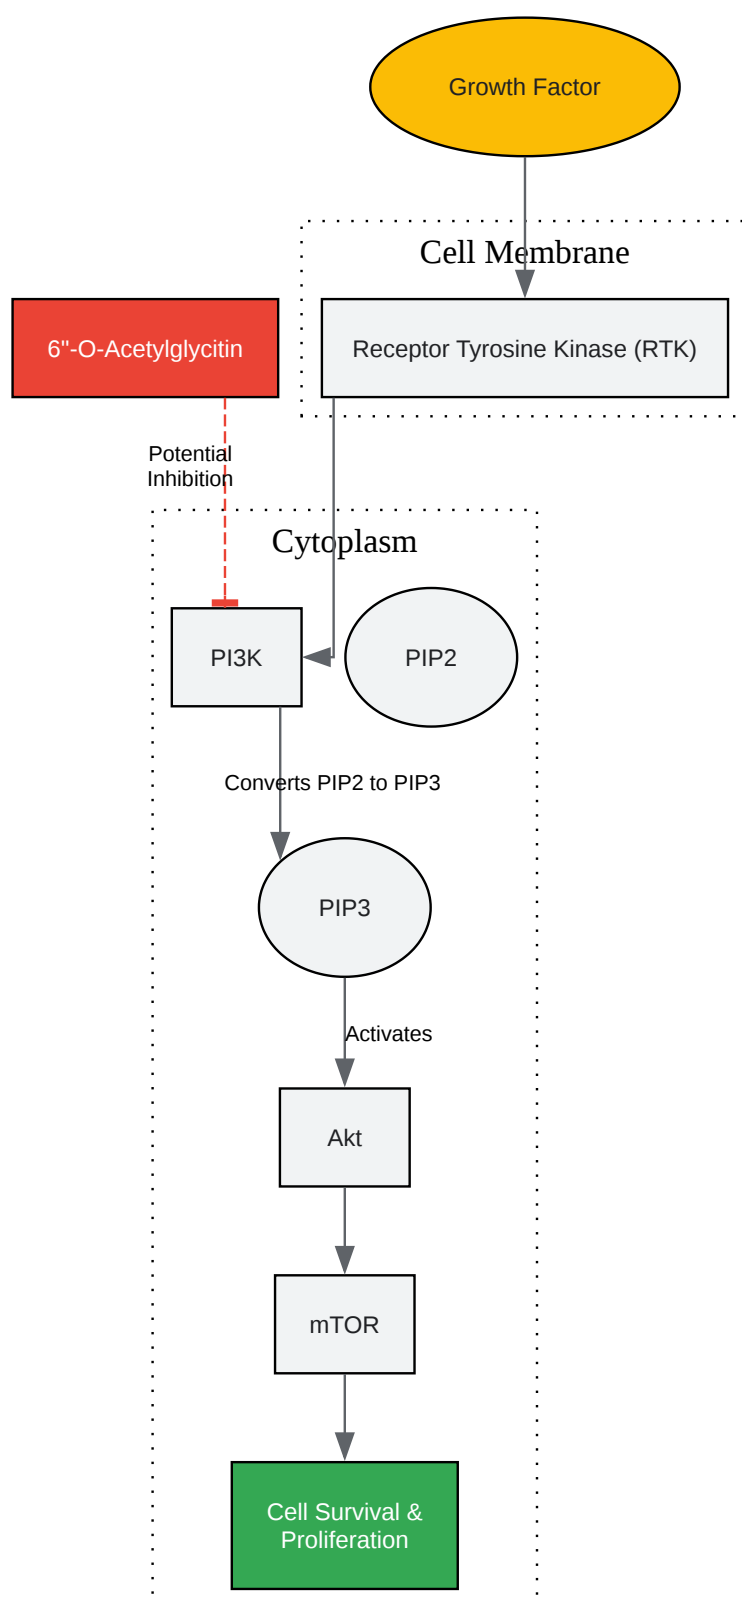 Growth Factor
Cell Membrane
6"-O-Acetylglycitin
Receptor Tyrosine Kinase (RTK)
Potential
Inhibition
Cytoplasm
PI3K
PIP2
Converts PIP2 to PIP3
PIP3
Activates
Akt
mTOR
Cell Survival &
Proliferation